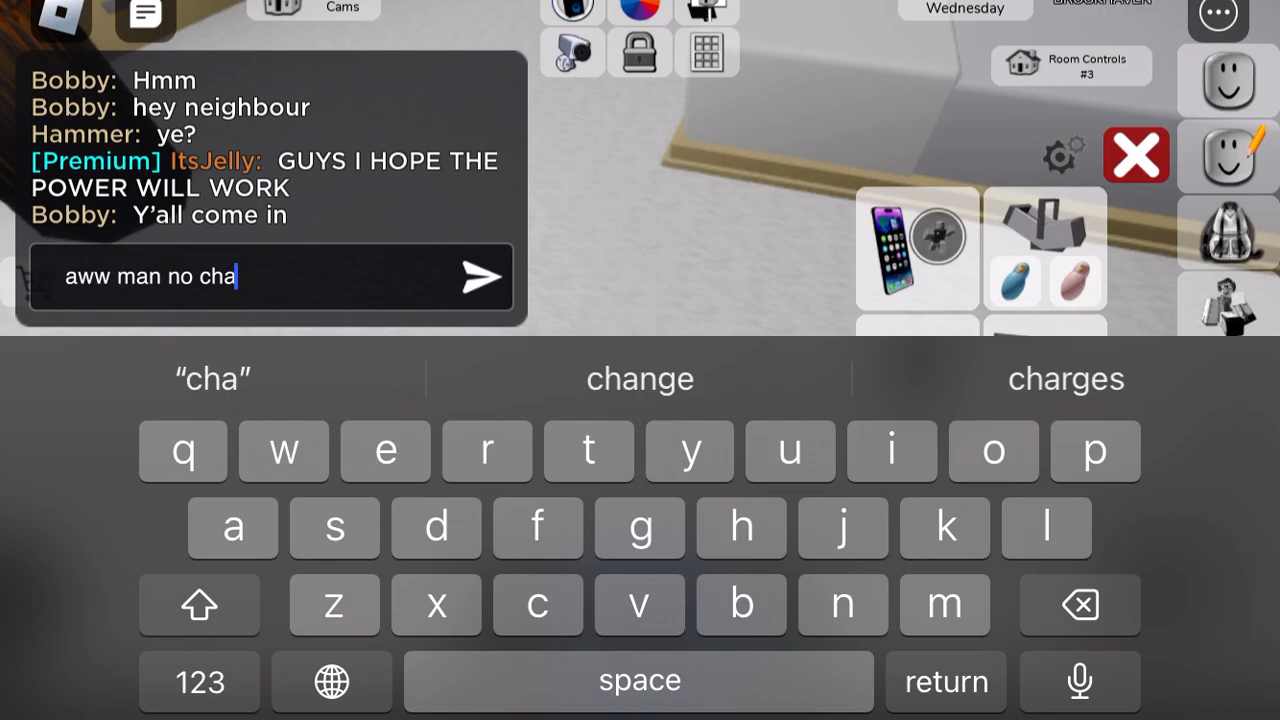 Cams
Wednesday
BROOKHAVEN
Room Controls
#3
Bobby: Hmm
Bobby: hey neighbour
Hammer: ye?
[Premium] ItsJelly: GUYS I HOPE THE
POWER WILL WORK
Bobby: Y’all come in
aww man no cha
“cha” change charges
q w e r t y u i o p
a s d f g h j k l
z x c v b n m
123 space return